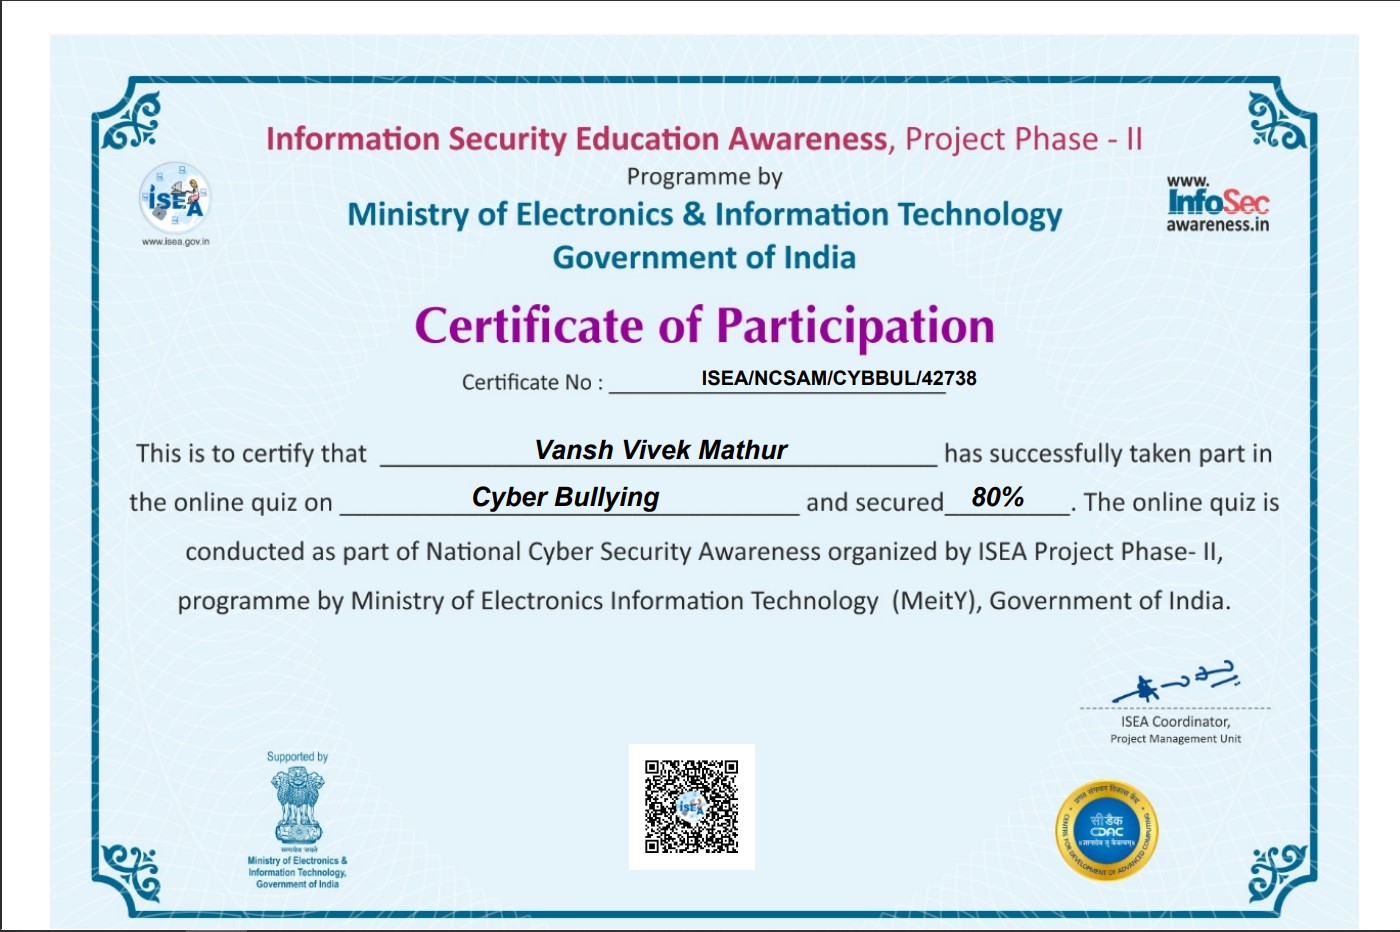 Information Security Education Awareness, Project Phase - II
Programme by
Ministry of Electronics & Information Technology
Government of India
ISEA
www.isea.gov.in
www.
InfoSec
awareness.in
Certificate of Participation
Certificate No : ISEA/NCSAM/CYBBUL/42738
This is to certify that Vansh Vivek Mathur has successfully taken part in
the online quiz on Cyber Bullying and secured 80%. The online quiz is
conducted as part of National Cyber Security Awareness organized by ISEA Project Phase- II,
programme by Ministry of Electronics Information Technology (MeitY), Government of India.
ISEA Coordinator,
Project Management Unit
Supported by
सत्यमेव जयते
Ministry of Electronics &
Information Technology,
Government of India
ISEA
प्रगत संगणन विकास केंद्र
सी डैक
CDAC
CENTRE FOR DEVELOPMENT OF ADVANCED COMPUTING